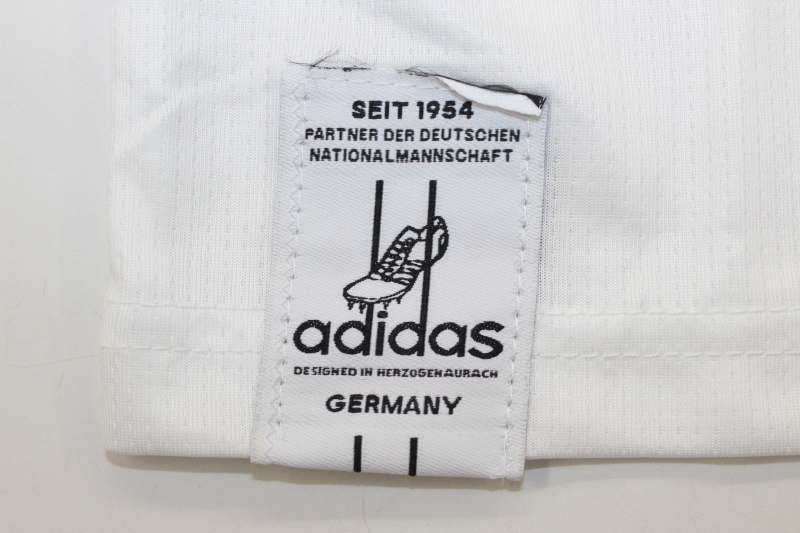 SEIT 1954
PARTNER DER DEUTSCHEN
NATIONALMANNSCHAFT
adidas
DESIGNED IN HERZOGENAURACH
GERMANY